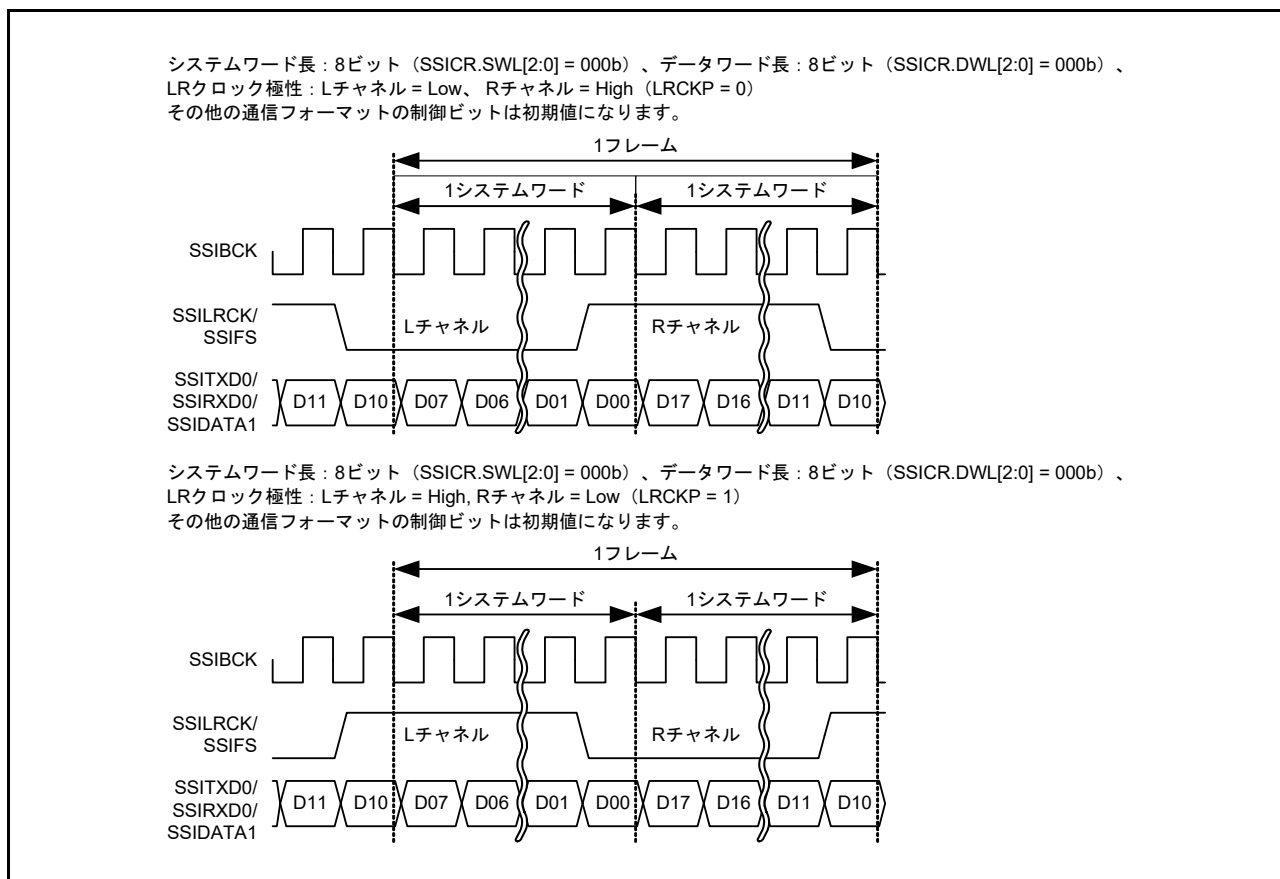 システムワード長：8ビット（SSICR.SWL[2:0] = 000b）、データワード長：8ビット（SSICR.DWL[2:0] = 000b）、
LRクロック極性：Lチャネル = Low、 Rチャネル = High（LRCKP = 0）
その他の通信フォーマットの制御ビットは初期値になります。
1フレーム
1システムワード 1システムワード
SSIBCK
SSILRCK/
SSIFS
Lチャネル Rチャネル
SSITXD0/
SSIRXD0/
SSIDATA1
D11 D10 D07 D06 D01 D00 D17 D16 D11 D10
システムワード長：8ビット（SSICR.SWL[2:0] = 000b）、データワード長：8ビット（SSICR.DWL[2:0] = 000b）、
LRクロック極性：Lチャネル = High, Rチャネル = Low（LRCKP = 1）
その他の通信フォーマットの制御ビットは初期値になります。
1フレーム
1システムワード 1システムワード
SSIBCK
SSILRCK/
SSIFS
Lチャネル Rチャネル
SSITXD0/
SSIRXD0/
SSIDATA1
D11 D10 D07 D06 D01 D00 D17 D16 D11 D10